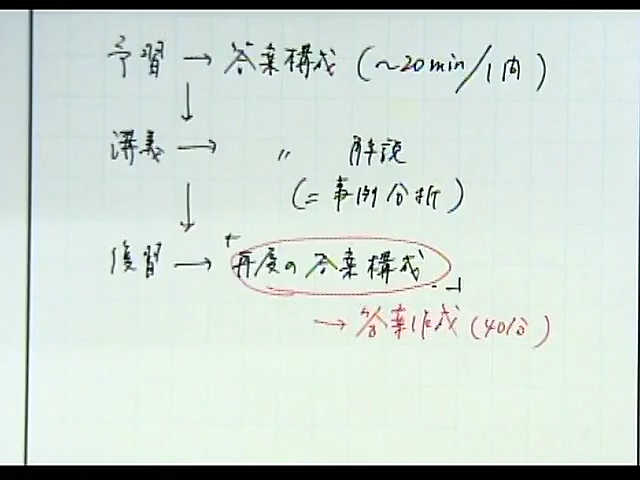 予習 → 答案構成 (～20min/1問)
↓
講義 → 〃 解説
(=事例分析)
↓
復習 → 再度の答案構成
→ 答案作成 (40分)